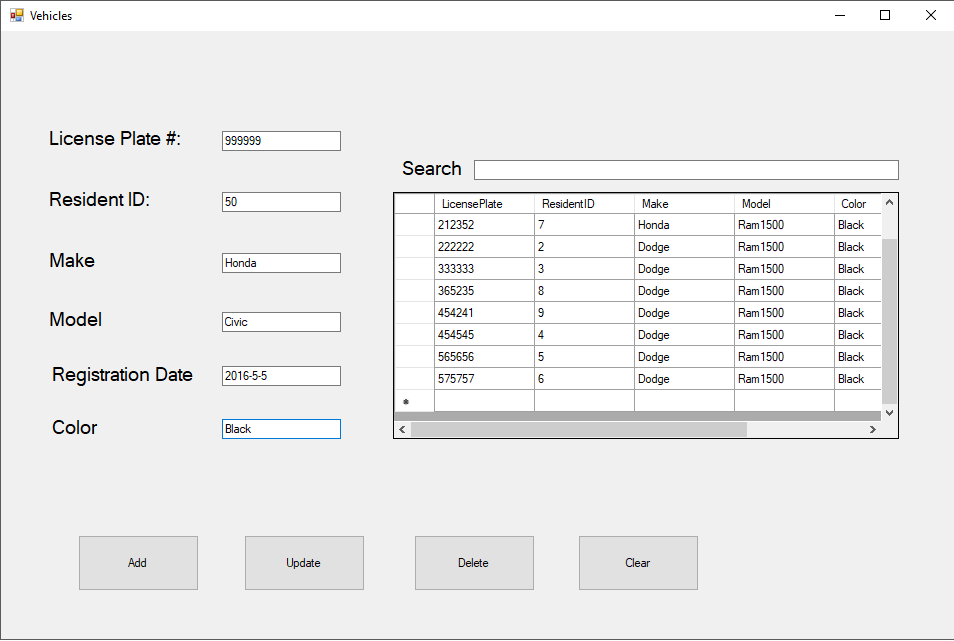 Vehicles
License Plate #: 999999
Resident ID: 50
Make Honda
Model Civic
Registration Date 2016-5-5
Color Black
Search
LicensePlate ResidentID Make Model Color
212352 7 Honda Ram1500 Black
222222 2 Dodge Ram1500 Black
333333 3 Dodge Ram1500 Black
365235 8 Dodge Ram1500 Black
454241 9 Dodge Ram1500 Black
454545 4 Dodge Ram1500 Black
565656 5 Dodge Ram1500 Black
575757 6 Dodge Ram1500 Black
Add Update Delete Clear